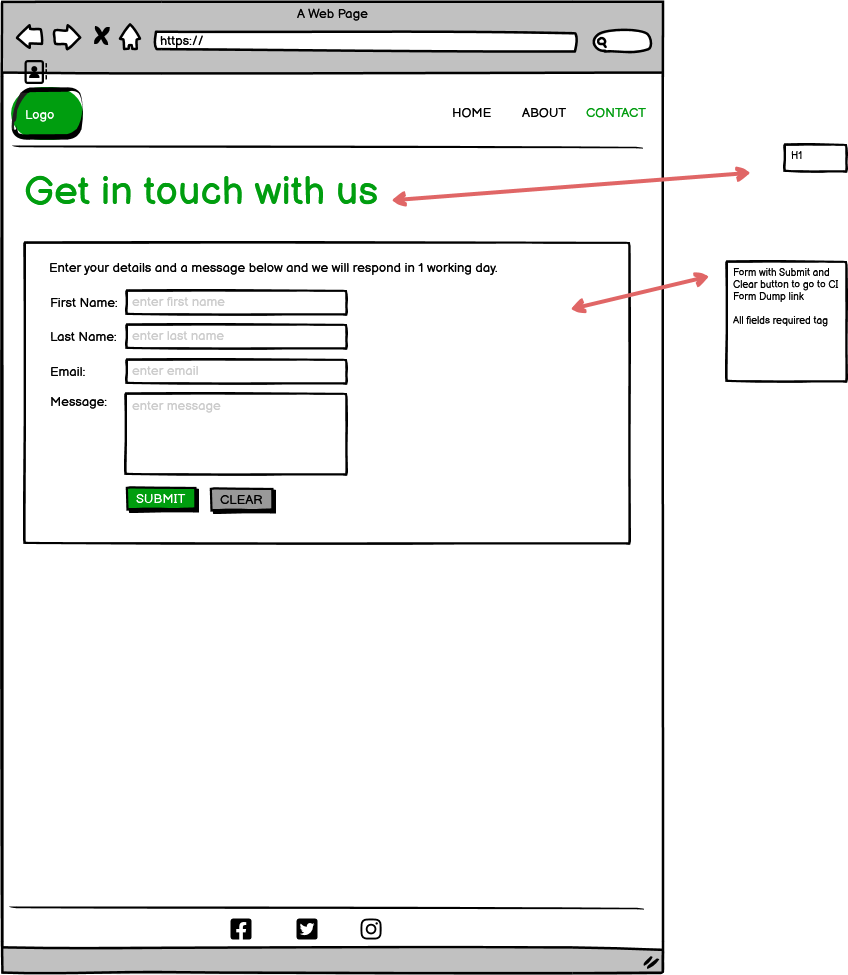 A Web Page
https://
Logo
HOME ABOUT CONTACT
Get in touch with us
H1
Enter your details and a message below and we will respond in 1 working day.
First Name: enter first name
Last Name: enter last name
Email: enter email
Message: enter message
SUBMIT CLEAR
Form with Submit and
Clear button to go to CI
Form Dump link
All fields required tag